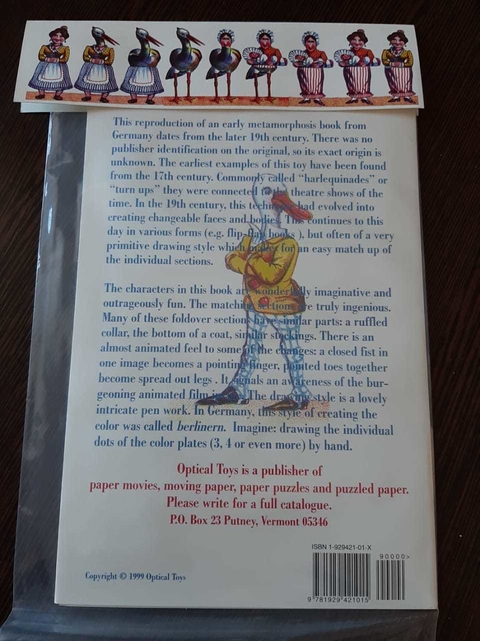 This reproduction of an early metamorphosis book from
Germany dates from the later 19th century. There was no
publisher identification on the original, so its exact origin is
unknown. The earliest examples of this toy have been found
from the 17th century. Commonly called "harlequinades" or
"turn ups" they were connected to the theatre shows of the
time. In the 19th century, this technique had evolved into
creating changeable faces and bodies. This continues to this
day in various forms (e.g. flip-flap books ), but often of a very
primitive drawing style which makes for an easy match up of
the individual sections.
The characters in this book are wonderfully imaginative and
outrageously fun. The matching sections are truly ingenious.
Many of these foldover sections have similar parts: a ruffled
collar, the bottom of a coat, similar stockings. There is an
almost animated feel to some of the changes: a closed fist in
one image becomes a pointing finger, pointed toes together
become spread out legs . It signals an awareness of the bur-
geoning animated film The drawing style is a lovely
intricate pen work. In Germany, this style of creating the
color was called berlinern. Imagine: drawing the individual
dots of the color plates (3, 4 or even more) by hand.
Optical Toys is a publisher of
paper movies, moving paper, paper puzzles and puzzled paper.
Please write for a full catalogue.
P.O. Box 23 Putney, Vermont 05346
ISBN 1-929421-01-X
90000>
9 781929 421015
Copyright © 1999 Optical Toys